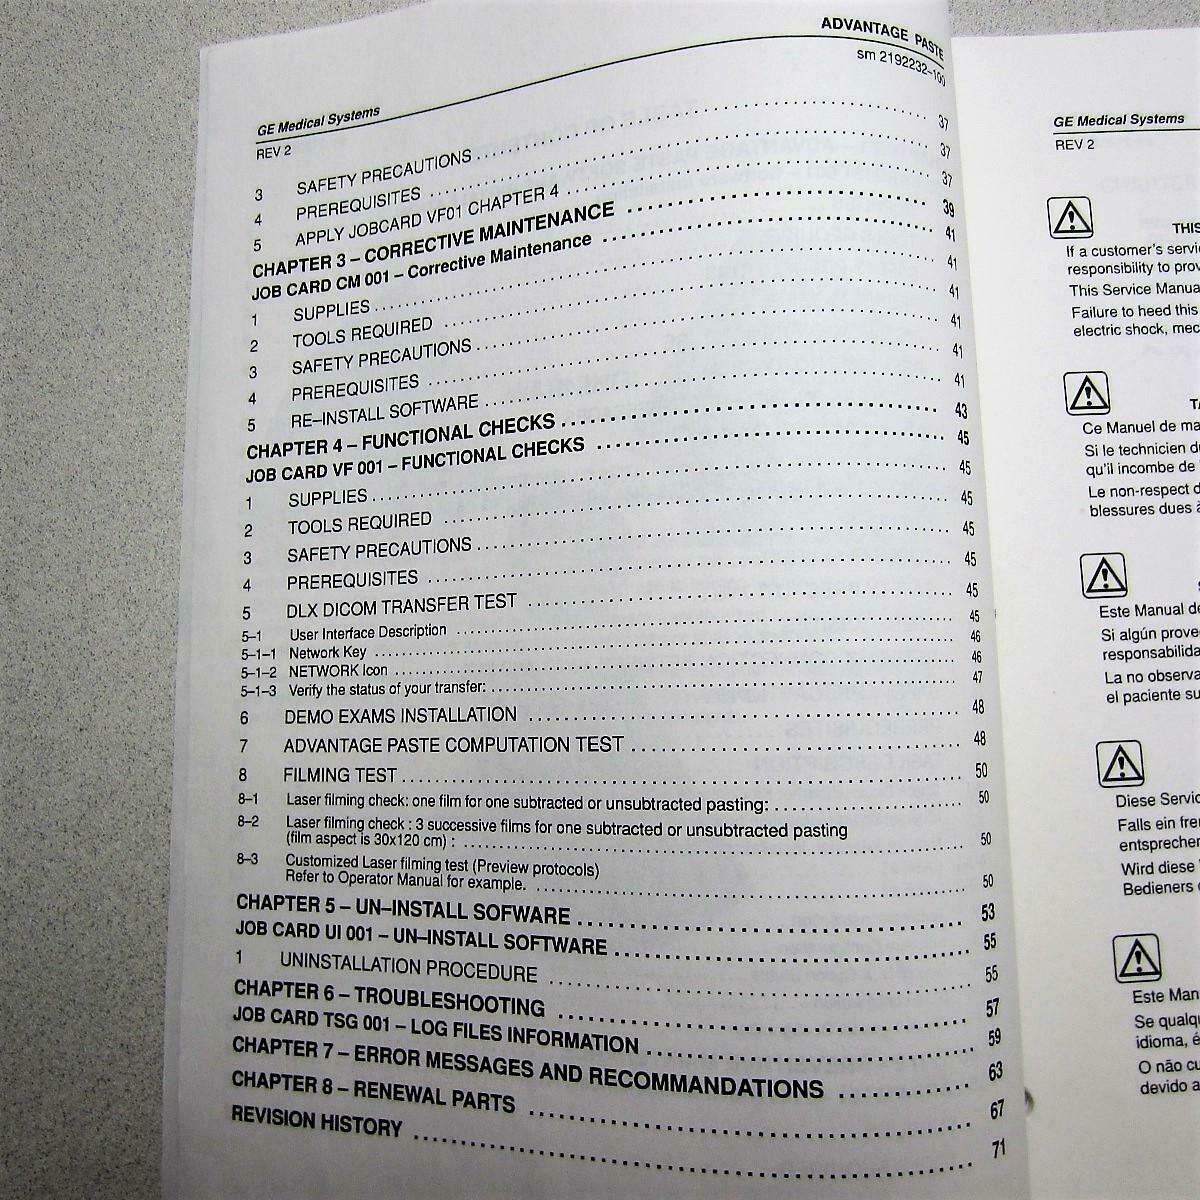 ADVANTAGE PASTE
sm 2192232-100
GE Medical Systems
REV 2
3 SAFETY PRECAUTIONS 37
4 PREREQUISITES 37
5 APPLY JOBCARD VF01 CHAPTER 4 37
CHAPTER 3 – CORRECTIVE MAINTENANCE 39
JOB CARD CM 001 – Corrective Maintenance 41
1 SUPPLIES 41
2 TOOLS REQUIRED 41
3 SAFETY PRECAUTIONS 41
4 PREREQUISITES 41
5 RE–INSTALL SOFTWARE 41
CHAPTER 4 – FUNCTIONAL CHECKS 43
JOB CARD VF 001 – FUNCTIONAL CHECKS 45
1 SUPPLIES 45
2 TOOLS REQUIRED 45
3 SAFETY PRECAUTIONS 45
4 PREREQUISITES 45
5 DLX DICOM TRANSFER TEST 45
5–1 User Interface Description 45
5–1–1 Network Key 46
5–1–2 NETWORK Icon 46
5–1–3 Verify the status of your transfer: 47
6 DEMO EXAMS INSTALLATION 48
7 ADVANTAGE PASTE COMPUTATION TEST 48
8 FILMING TEST 50
8–1 Laser filming check: one film for one subtracted or unsubtracted pasting: 50
8–2 Laser filming check : 3 successive films for one subtracted or unsubtracted pasting
(film aspect is 30x120 cm) : 50
8–3 Customized Laser filming test (Preview protocols)
Refer to Operator Manual for example. 50
CHAPTER 5 – UN–INSTALL SOFWARE 53
JOB CARD UI 001 – UN–INSTALL SOFTWARE 55
1 UNINSTALLATION PROCEDURE 55
CHAPTER 6 – TROUBLESHOOTING 57
JOB CARD TSG 001 – LOG FILES INFORMATION 59
CHAPTER 7 – ERROR MESSAGES AND RECOMMANDATIONS 63
CHAPTER 8 – RENEWAL PARTS 67
REVISION HISTORY 71
GE Medical Systems
REV 2
THIS
If a customer's servi
responsibility to prov
This Service Manua
Failure to heed this
electric shock, mec
Ce Manuel de ma
Si le technicien d
qu'il incombe de
Le non-respect d
blessures dues à
Este Manual de
Si algún prove
responsabilida
La no observa
el paciente su
Diese Servic
Falls ein fre
entsprecher
Wird diese
Bedieners
Este Man
Se qualqu
idioma, é
O não cu
devido a